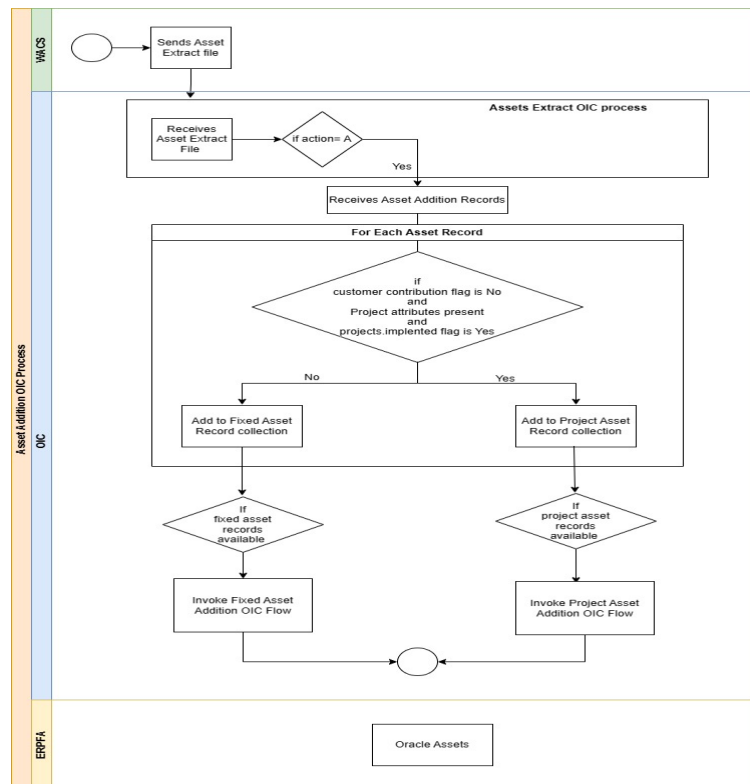 Asset Addition OIC Process
WACS
Sends Asset
Extract file
OIC
Assets Extract OIC process
Receives
Asset Extract
File
if action= A
Yes
Receives Asset Addition Records
For Each Asset Record
if
customer contribution flag is No
and
Project attributes present
and
projects.implented flag is Yes
No
Yes
Add to Fixed Asset
Record collection
Add to Project Asset
Record collection
If
fixed asset
records
available
If
project asset
records
available
Invoke Fixed Asset
Addition OIC Flow
Invoke Project Asset
Addition OIC Flow
ERPFA
Oracle Assets